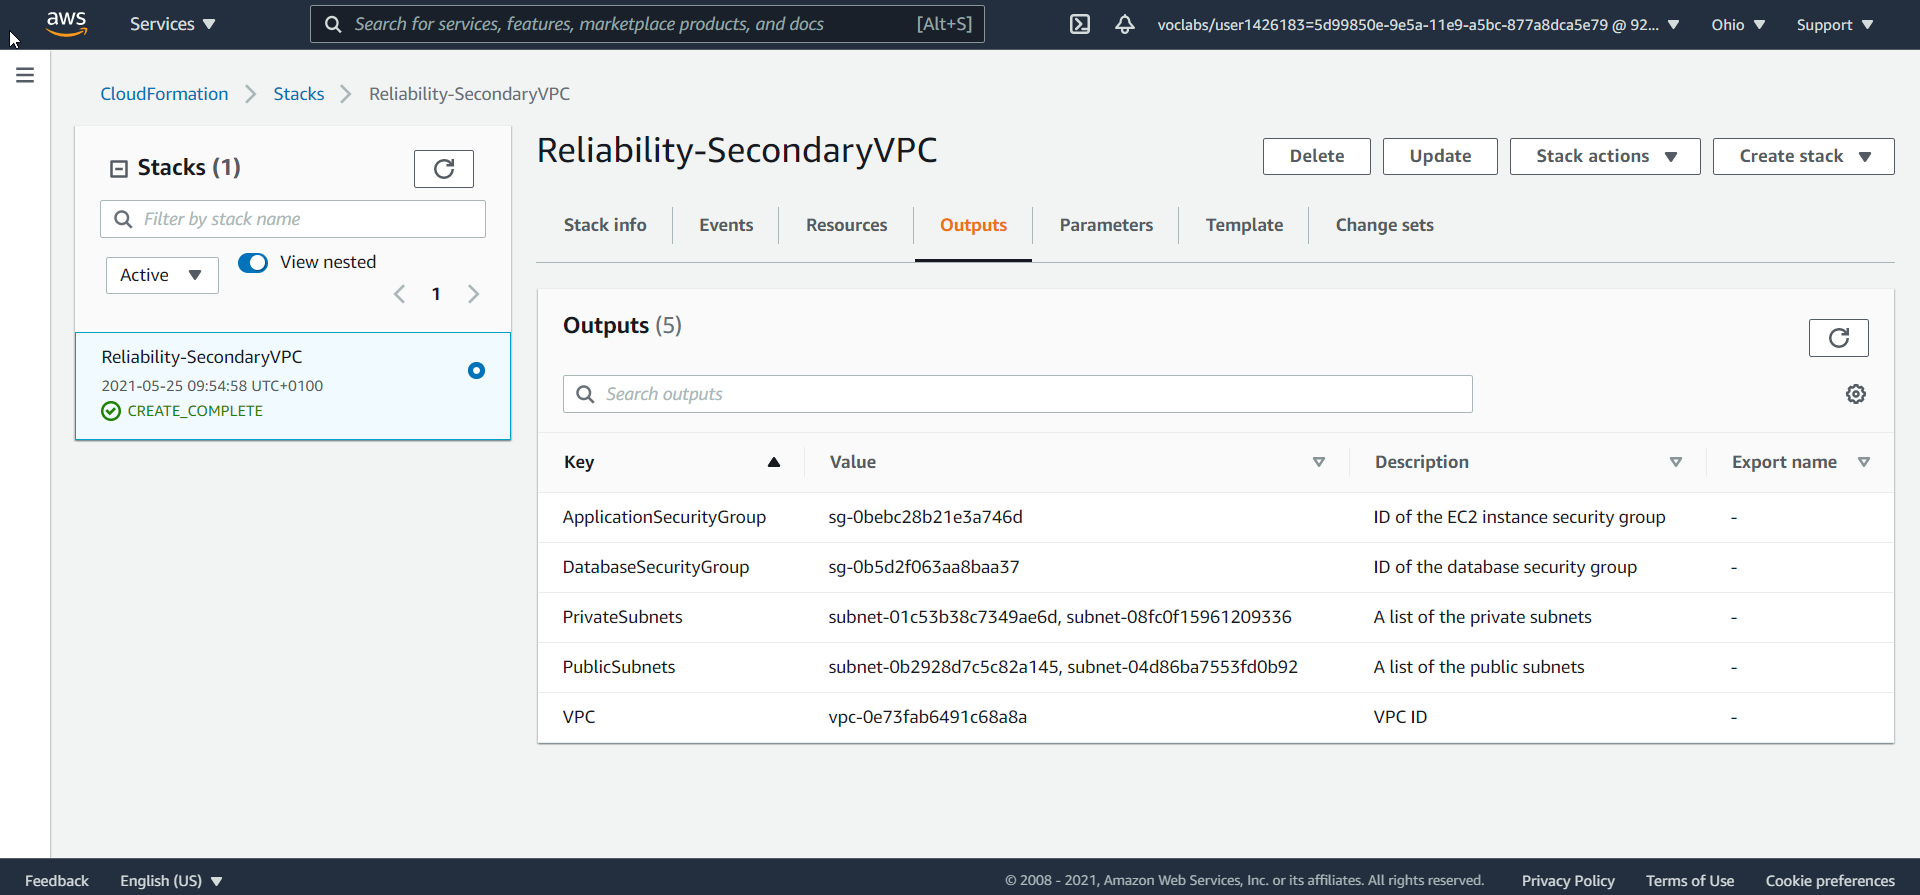 aws Services Search for services, features, marketplace products, and docs [Alt+S] voclabs/user1426183=5d99850e-9e5a-11e9-a5bc-877a8dca5e79 @ 92... Ohio Support
CloudFormation Stacks Reliability-SecondaryVPC
Stacks (1)
Filter by stack name
Active View nested
1
Reliability-SecondaryVPC
2021-05-25 09:54:58 UTC+0100
CREATE_COMPLETE
Reliability-SecondaryVPC
Delete Update Stack actions Create stack
Stack info Events Resources Outputs Parameters Template Change sets
Outputs (5)
Search outputs
Key Value Description Export name
ApplicationSecurityGroup sg-0bebc28b21e3a746d ID of the EC2 instance security group -
DatabaseSecurityGroup sg-0b5d2f063aa8baa37 ID of the database security group -
PrivateSubnets subnet-01c53b38c7349ae6d, subnet-08fc0f15961209336 A list of the private subnets -
PublicSubnets subnet-0b2928d7c5c82a145, subnet-04d86ba7553fd0b92 A list of the public subnets -
VPC vpc-0e73fab6491c68a8a VPC ID -
Feedback English (US) © 2008 - 2021, Amazon Web Services, Inc. or its affiliates. All rights reserved. Privacy Policy Terms of Use Cookie preferences